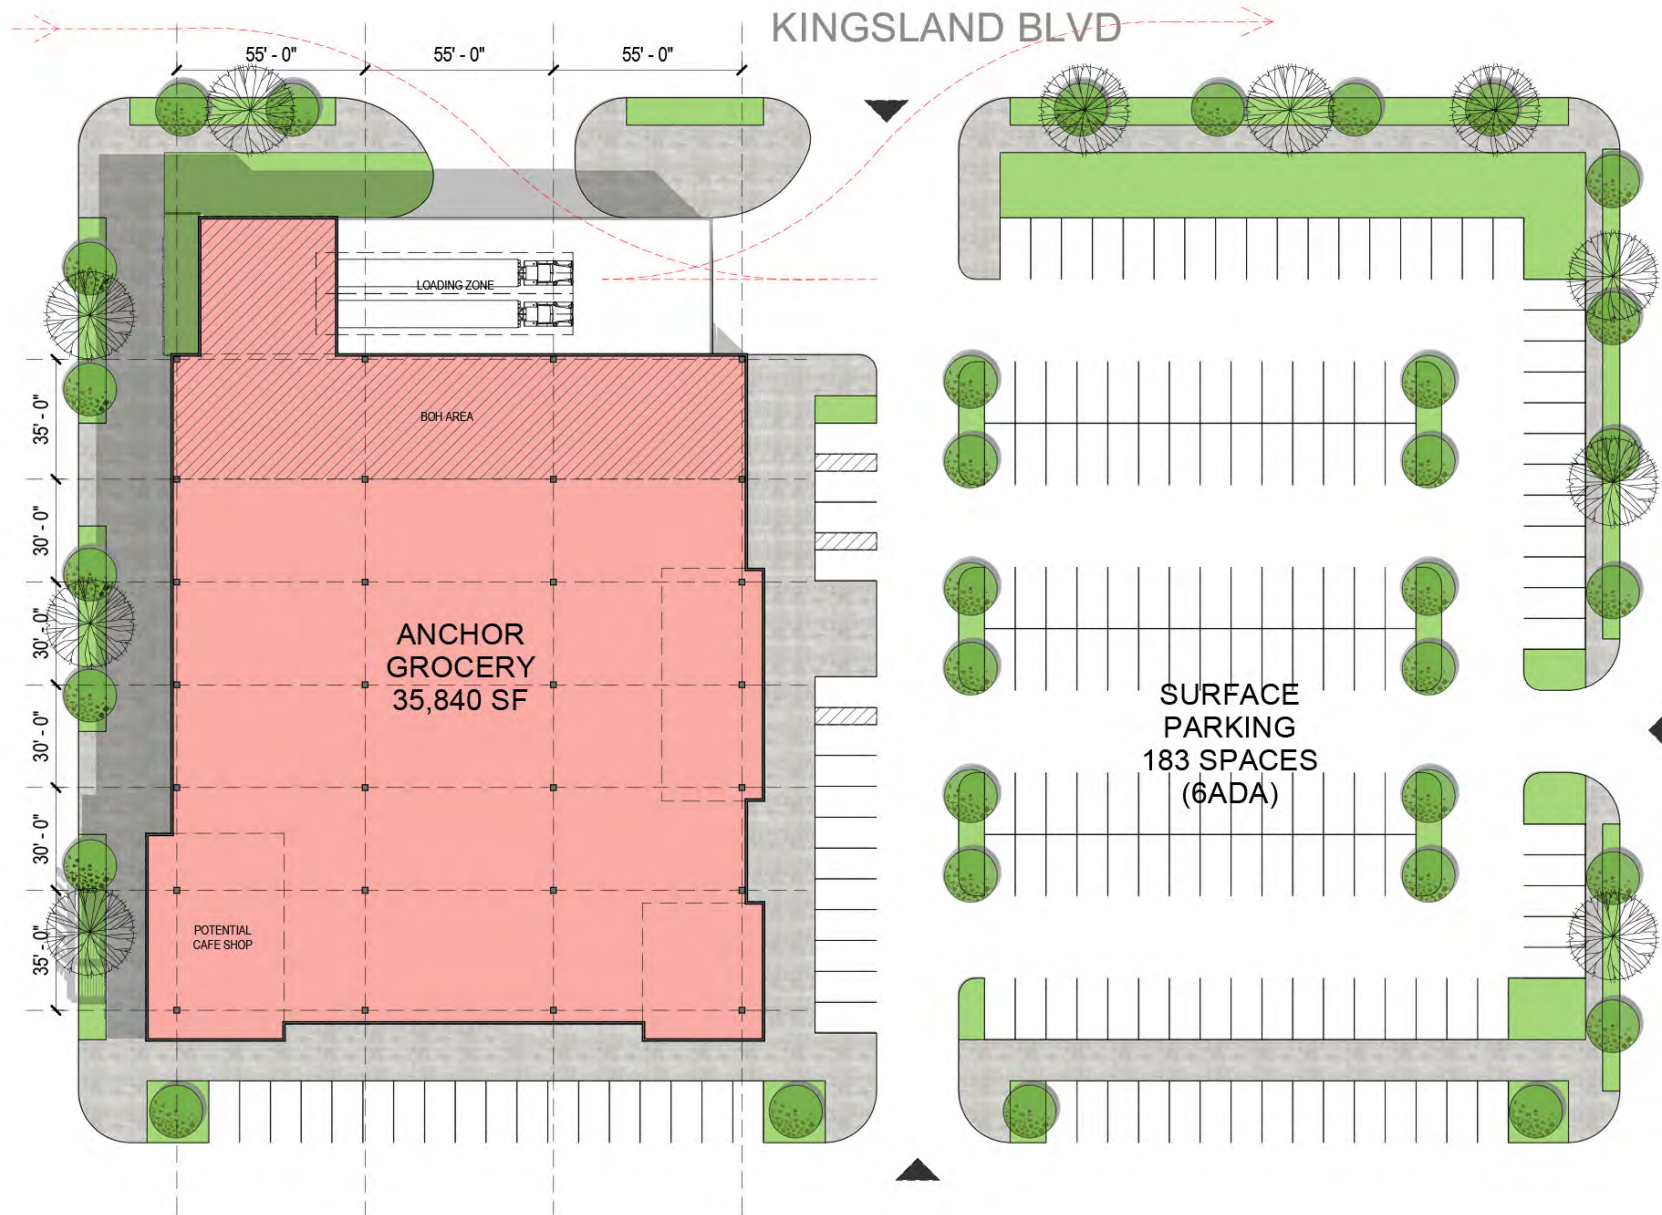 KINGSLAND BLVD
55' - 0"
55' - 0"
55' - 0"
LOADING ZONE
BOH AREA
35' - 0"
30' - 0"
30' - 0"
30' - 0"
30' - 0"
35' - 0"
ANCHOR
GROCERY
35,840 SF
SURFACE
PARKING
183 SPACES
(6ADA)
POTENTIAL
CAFE SHOP